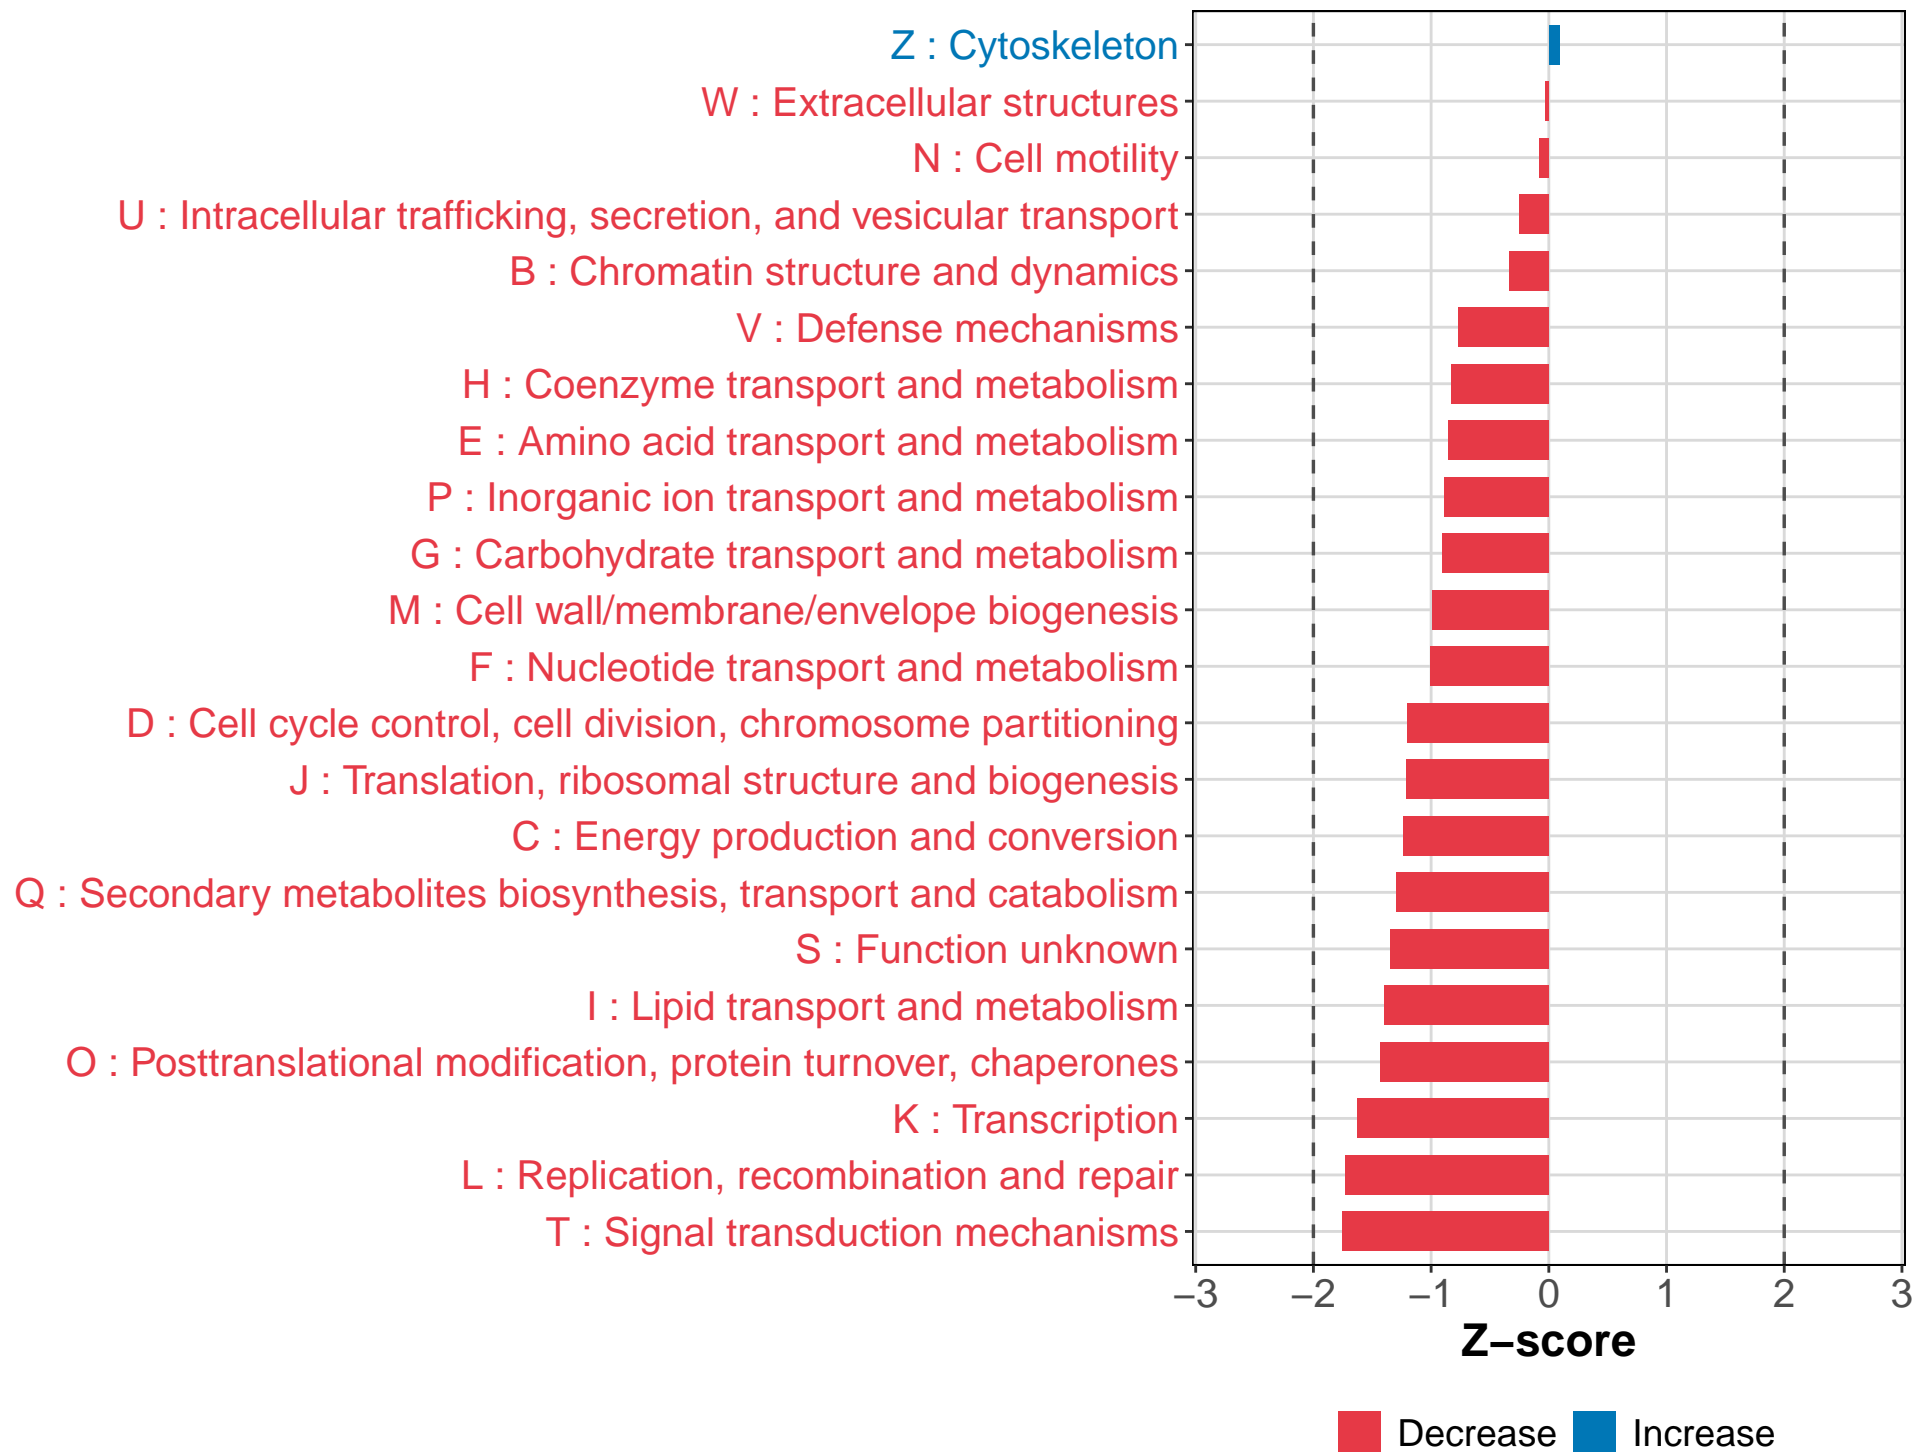 Z : Cytoskeleton
W : Extracellular structures
N : Cell motility
U : Intracellular trafficking, secretion, and vesicular transport
B : Chromatin structure and dynamics
V : Defense mechanisms
H : Coenzyme transport and metabolism
E : Amino acid transport and metabolism
P : Inorganic ion transport and metabolism
G : Carbohydrate transport and metabolism
M : Cell wall/membrane/envelope biogenesis
F : Nucleotide transport and metabolism
D : Cell cycle control, cell division, chromosome partitioning
J : Translation, ribosomal structure and biogenesis
C : Energy production and conversion
Q : Secondary metabolites biosynthesis, transport and catabolism
S : Function unknown
I : Lipid transport and metabolism
O : Posttranslational modification, protein turnover, chaperones
K : Transcription
L : Replication, recombination and repair
T : Signal transduction mechanisms
−3 −2 −1 0 1 2 3
Z−score
Decrease Increase